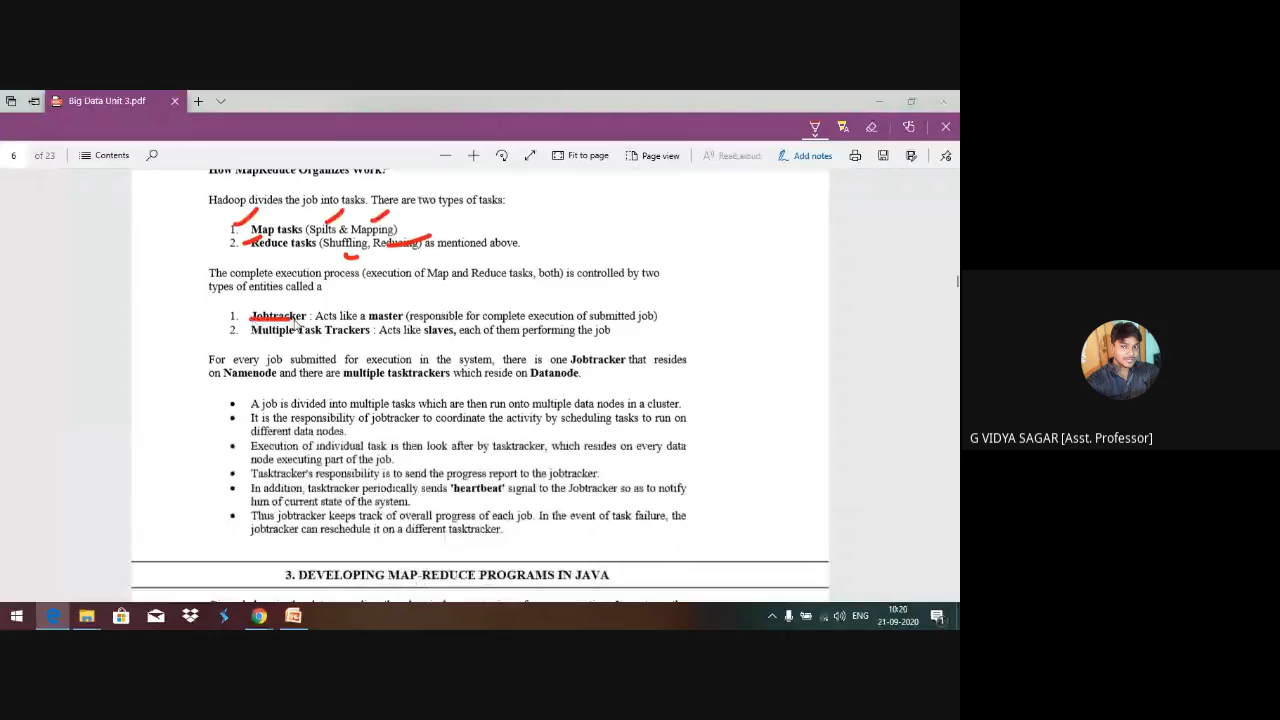 Big Data Unit 3.pdf
6 of 23 Contents Fit to page Page view Read aloud Add notes
How MapReduce Organizes Work?
Hadoop divides the job into tasks. There are two types of tasks:
1. Map tasks (Spilts & Mapping)
2. Reduce tasks (Shuffling, Reducing) as mentioned above.
The complete execution process (execution of Map and Reduce tasks, both) is controlled by two
types of entities called a
1. Jobtracker : Acts like a master (responsible for complete execution of submitted job)
2. Multiple Task Trackers : Acts like slaves, each of them performing the job
For every job submitted for execution in the system, there is one Jobtracker that resides
on Namenode and there are multiple tasktrackers which reside on Datanode.
• A job is divided into multiple tasks which are then run onto multiple data nodes in a cluster.
• It is the responsibility of jobtracker to coordinate the activity by scheduling tasks to run on
different data nodes.
• Execution of individual task is then look after by tasktracker, which resides on every data
node executing part of the job.
• Tasktracker's responsibility is to send the progress report to the jobtracker.
• In addition, tasktracker periodically sends 'heartbeat' signal to the Jobtracker so as to notify
him of current state of the system.
• Thus jobtracker keeps track of overall progress of each job. In the event of task failure, the
jobtracker can reschedule it on a different tasktracker.
3. DEVELOPING MAP-REDUCE PROGRAMS IN JAVA
G VIDYA SAGAR [Asst. Professor]
ENG
10:20
21-09-2020